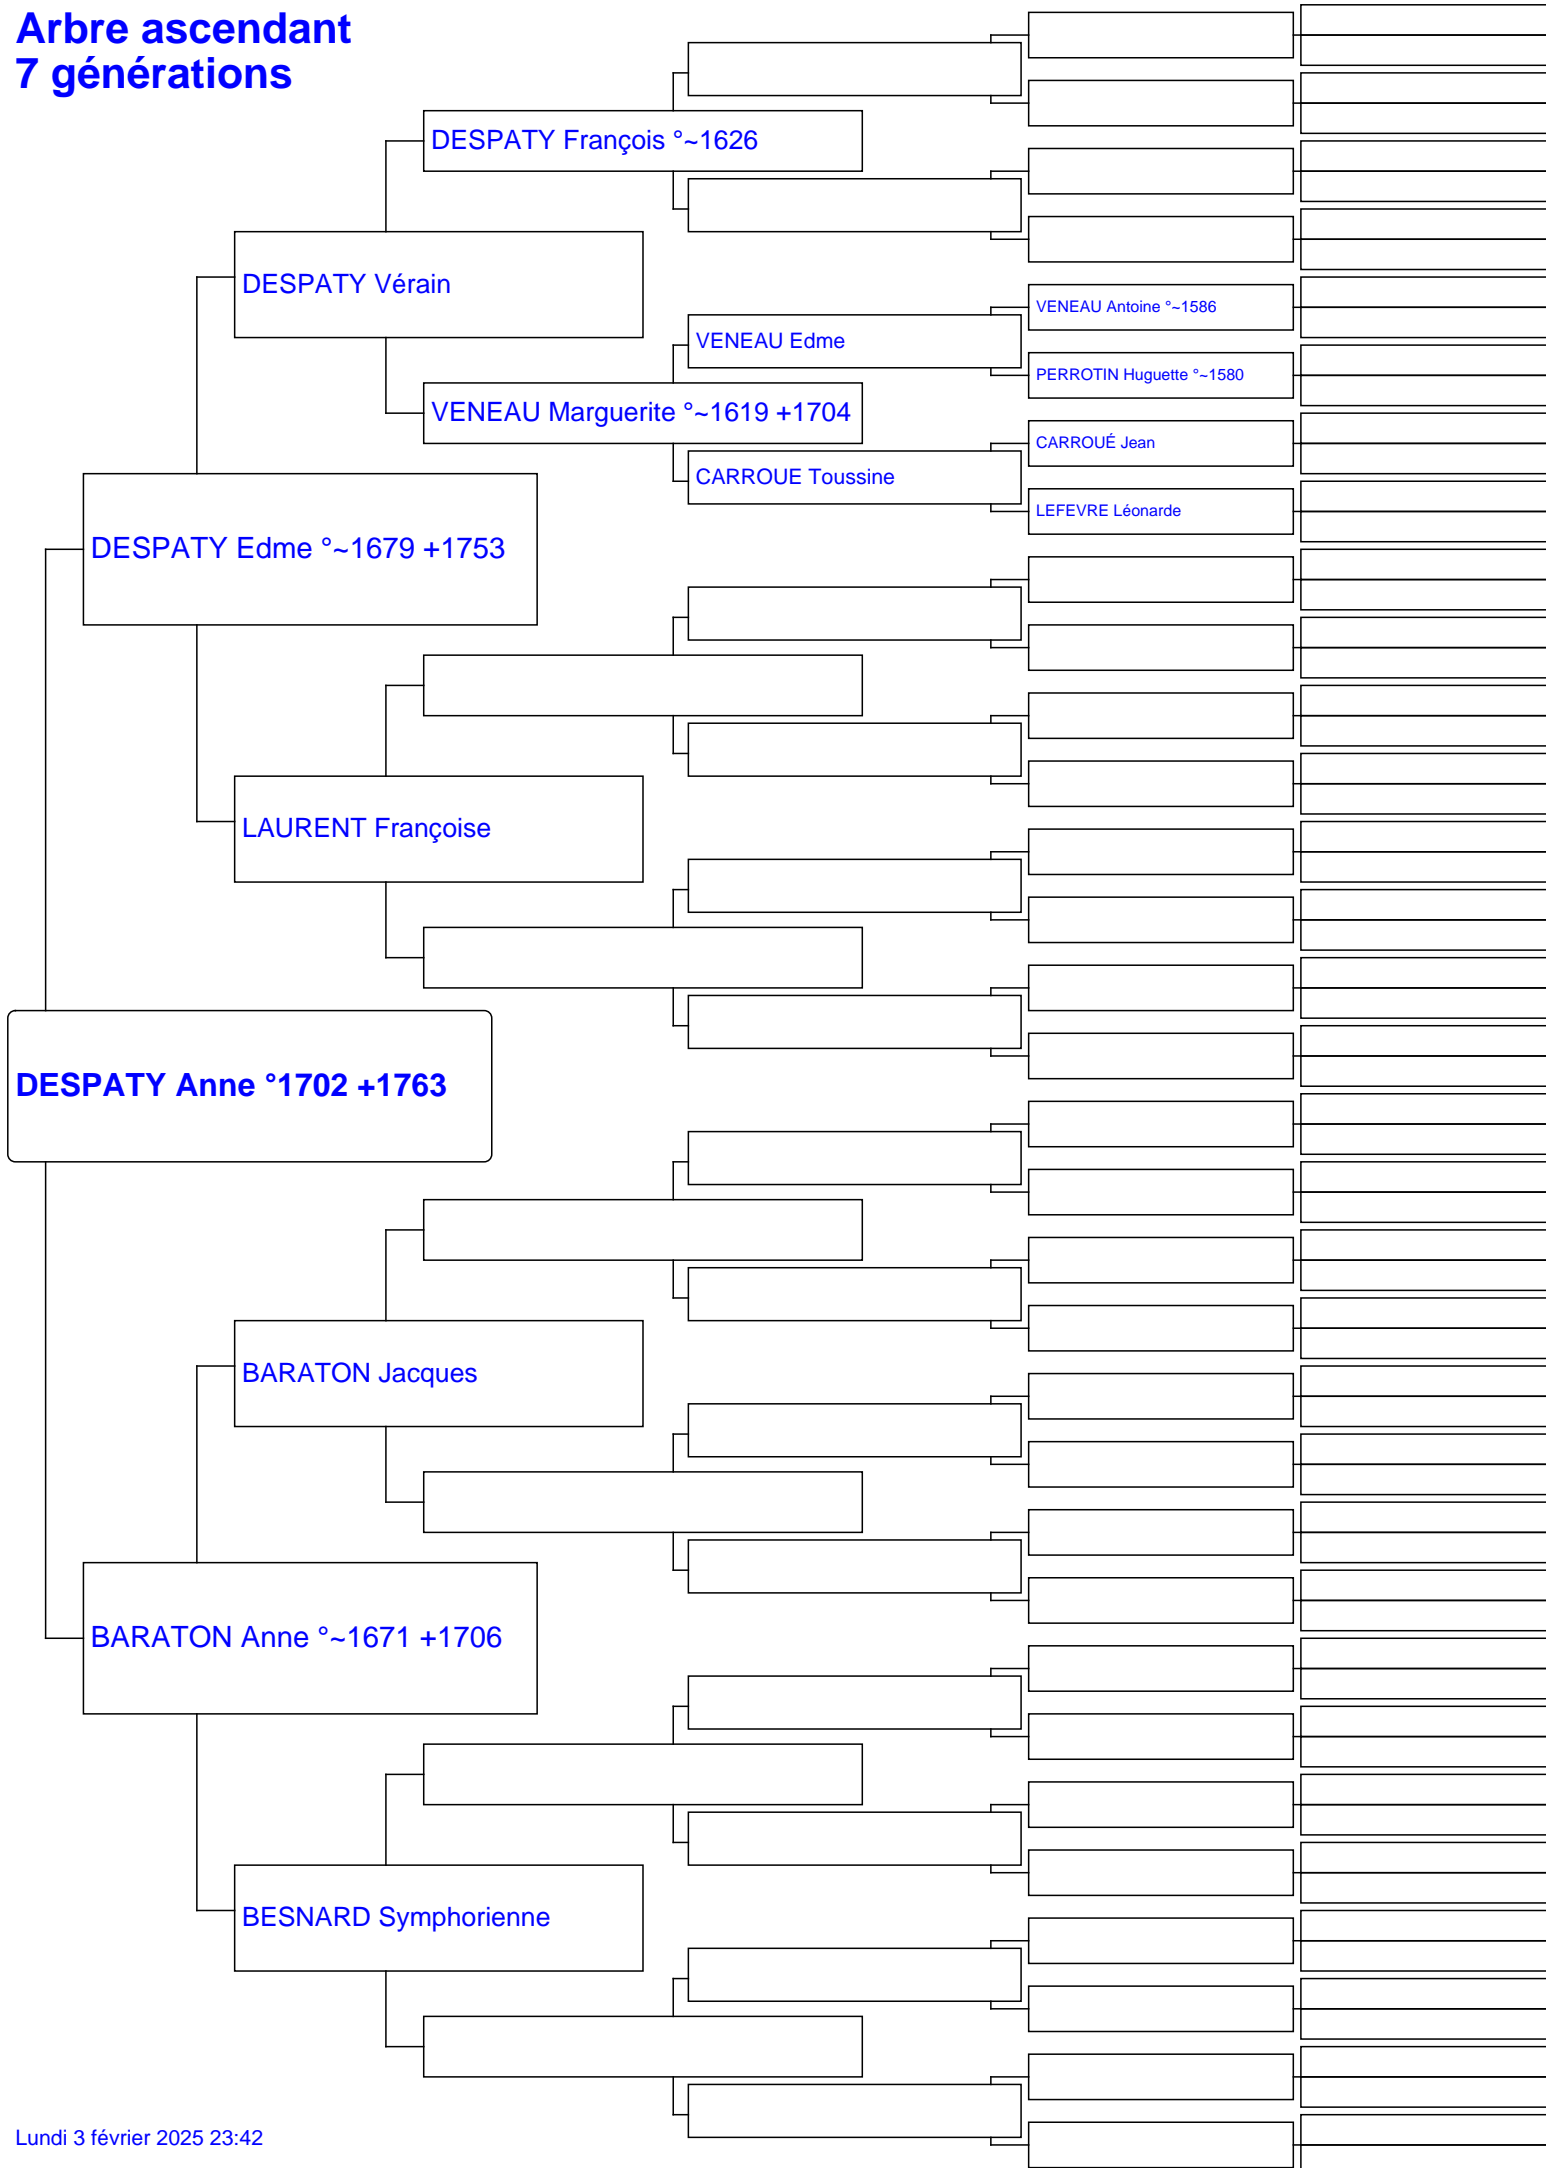 Arbre ascendant
7 générations
DESPATY François °~1626
DESPATY Vérain
VENEAU Antoine °~1586
VENEAU Edme
PERROTIN Huguette °~1580
VENEAU Marguerite °~1619 +1704
CARROUÉ Jean
CARROUE Toussine
LEFEVRE Léonarde
DESPATY Edme °~1679 +1753
LAURENT Françoise
DESPATY Anne °1702 +1763
BARATON Jacques
BARATON Anne °~1671 +1706
BESNARD Symphorienne
Lundi 3 février 2025 23:42